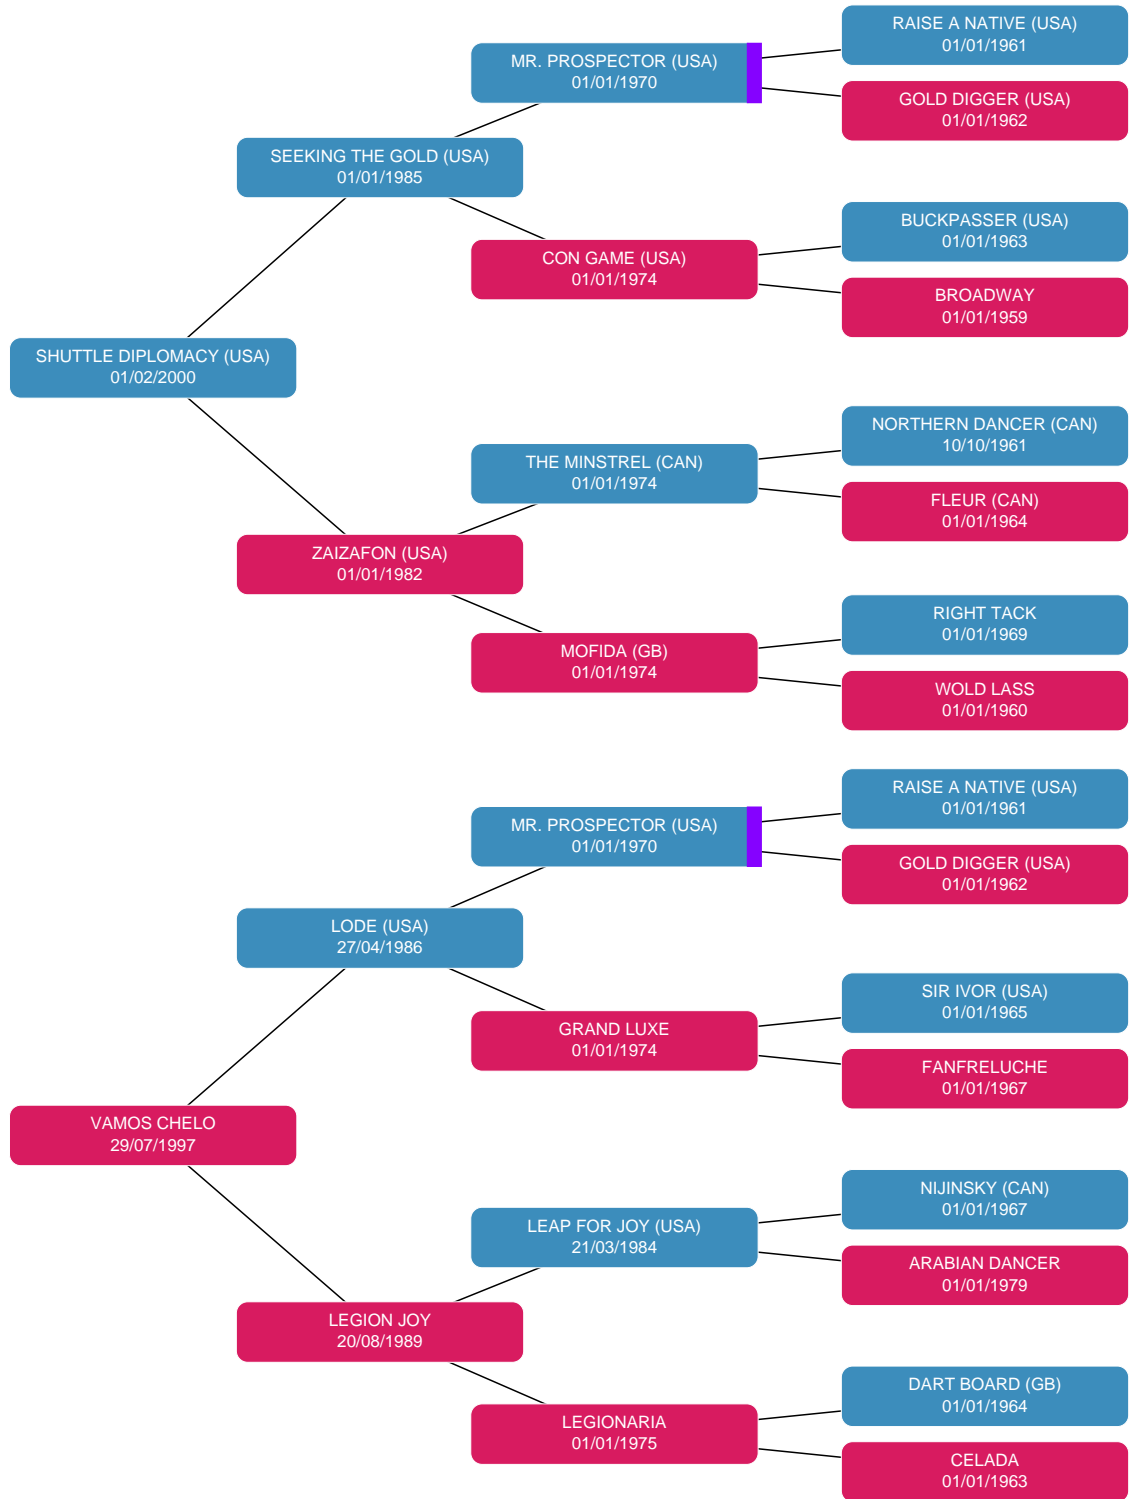 RAISE A NATIVE (USA)
01/01/1961
MR. PROSPECTOR (USA)
01/01/1970
GOLD DIGGER (USA)
01/01/1962
SEEKING THE GOLD (USA)
01/01/1985
BUCKPASSER (USA)
01/01/1963
CON GAME (USA)
01/01/1974
BROADWAY
01/01/1959
SHUTTLE DIPLOMACY (USA)
01/02/2000
NORTHERN DANCER (CAN)
10/10/1961
THE MINSTREL (CAN)
01/01/1974
FLEUR (CAN)
01/01/1964
ZAIZAFON (USA)
01/01/1982
RIGHT TACK
01/01/1969
MOFIDA (GB)
01/01/1974
WOLD LASS
01/01/1960
RAISE A NATIVE (USA)
01/01/1961
MR. PROSPECTOR (USA)
01/01/1970
GOLD DIGGER (USA)
01/01/1962
LODE (USA)
27/04/1986
SIR IVOR (USA)
01/01/1965
GRAND LUXE
01/01/1974
FANFRELUCHE
01/01/1967
VAMOS CHELO
29/07/1997
NIJINSKY (CAN)
01/01/1967
LEAP FOR JOY (USA)
21/03/1984
ARABIAN DANCER
01/01/1979
LEGION JOY
20/08/1989
DART BOARD (GB)
01/01/1964
LEGIONARIA
01/01/1975
CELADA
01/01/1963